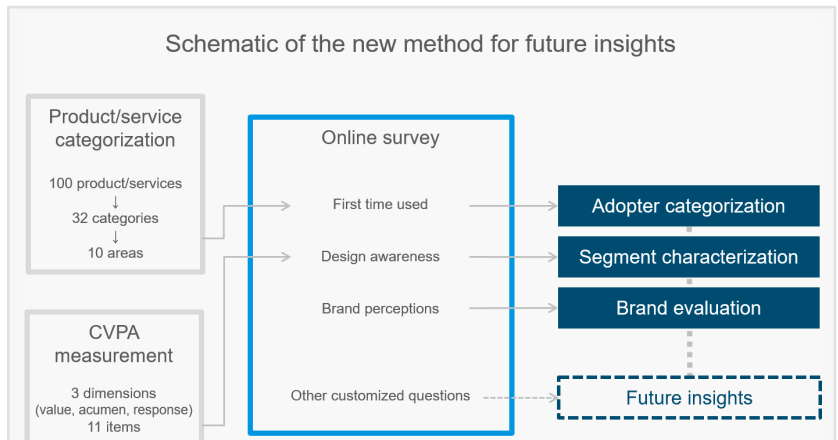 Schematic of the new method for future insights
Product/service
categorization
100 product/services
↓
32 categories
↓
10 areas
CVPA
measurement
3 dimensions
(value, acumen, response)
11 items
Online survey
First time used
Design awareness
Brand perceptions
Other customized questions
Adopter categorization
Segment characterization
Brand evaluation
Future insights